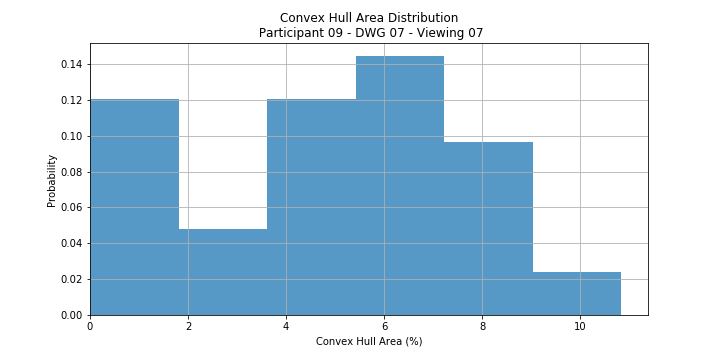 Convex Hull Area Distribution
Participant 09 - DWG 07 - Viewing 07
0.14
0.12
0.10
0.08
0.06
0.04
0.02
0.00
Probability
0 2 4 6 8 10
Convex Hull Area (%)